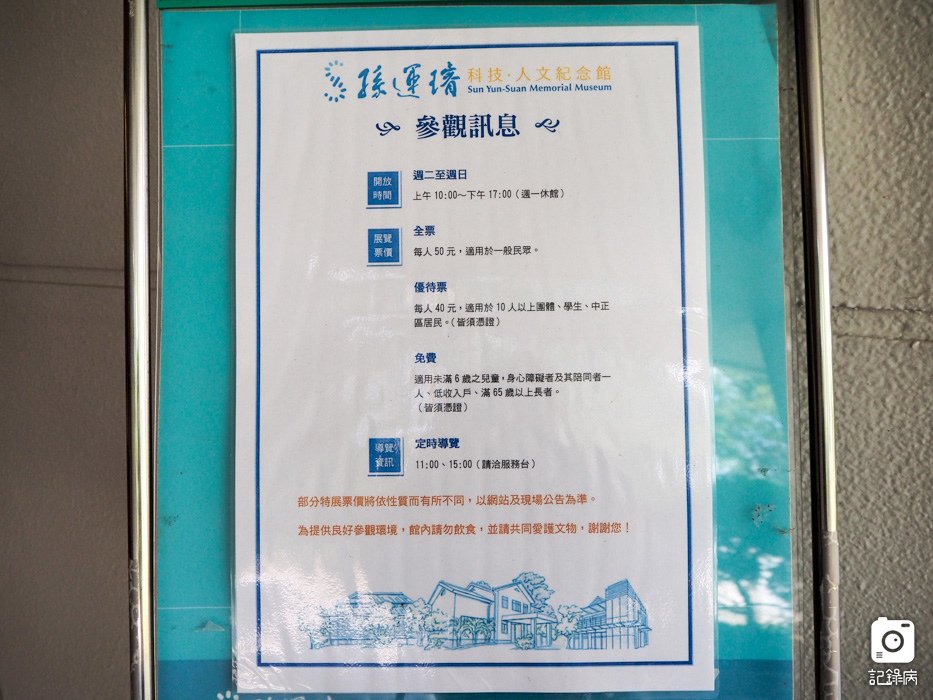 孫運璿 科技·人文紀念館
Sun Yun-Suan Memorial Museum
參觀訊息
開放時間
週二至週日
上午 10:00～下午 17:00（週一休館）
展覽票價
全票
每人 50 元，適用於一般民眾。
優待票
每人 40 元，適用於 10 人以上團體、學生、中正
區居民。（皆須憑證）
免費
適用未滿 6 歲之兒童，身心障礙者及其陪同者一
人、低收入戶、滿 65 歲以上長者。
（皆須憑證）
導覽資訊
定時導覽
11:00、15:00（請洽服務台）
部分特展票價將依性質而有所不同，以網站及現場公告為準。
為提供良好參觀環境，館內請勿飲食，並請共同愛護文物，謝謝您！
記錄病